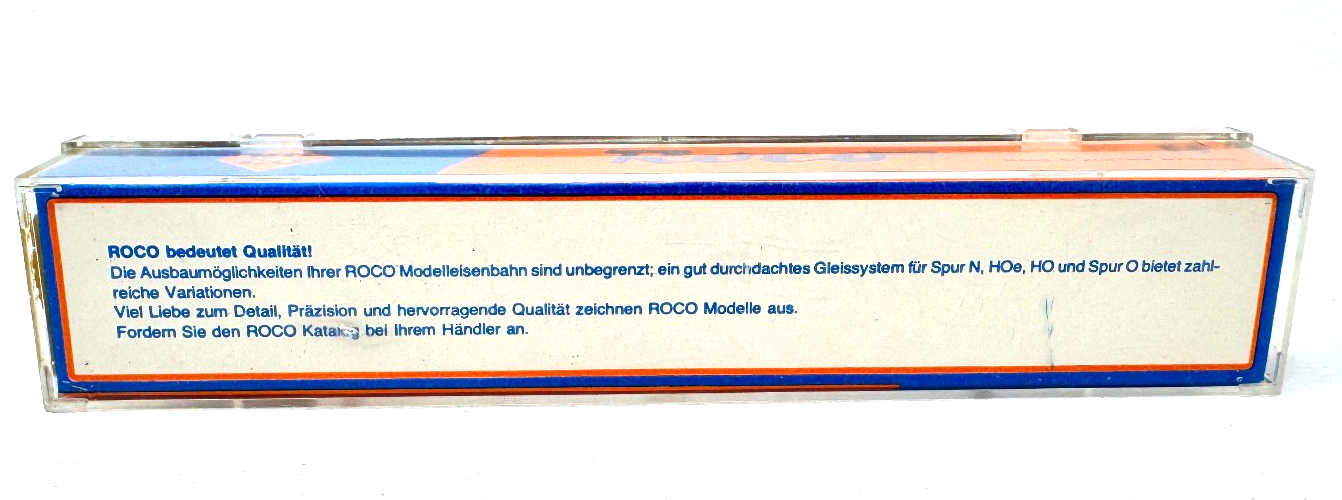 Roco
ROCO bedeutet Qualität!
Die Ausbaumöglichkeiten Ihrer ROCO Modelleisenbahn sind unbegrenzt; ein gut durchdachtes Gleissystem für Spur N, HOe, HO und Spur O bietet zahl-
reiche Variationen.
Viel Liebe zum Detail, Präzision und hervorragende Qualität zeichnen ROCO Modelle aus.
Fordern Sie den ROCO Katalog bei Ihrem Händler an.